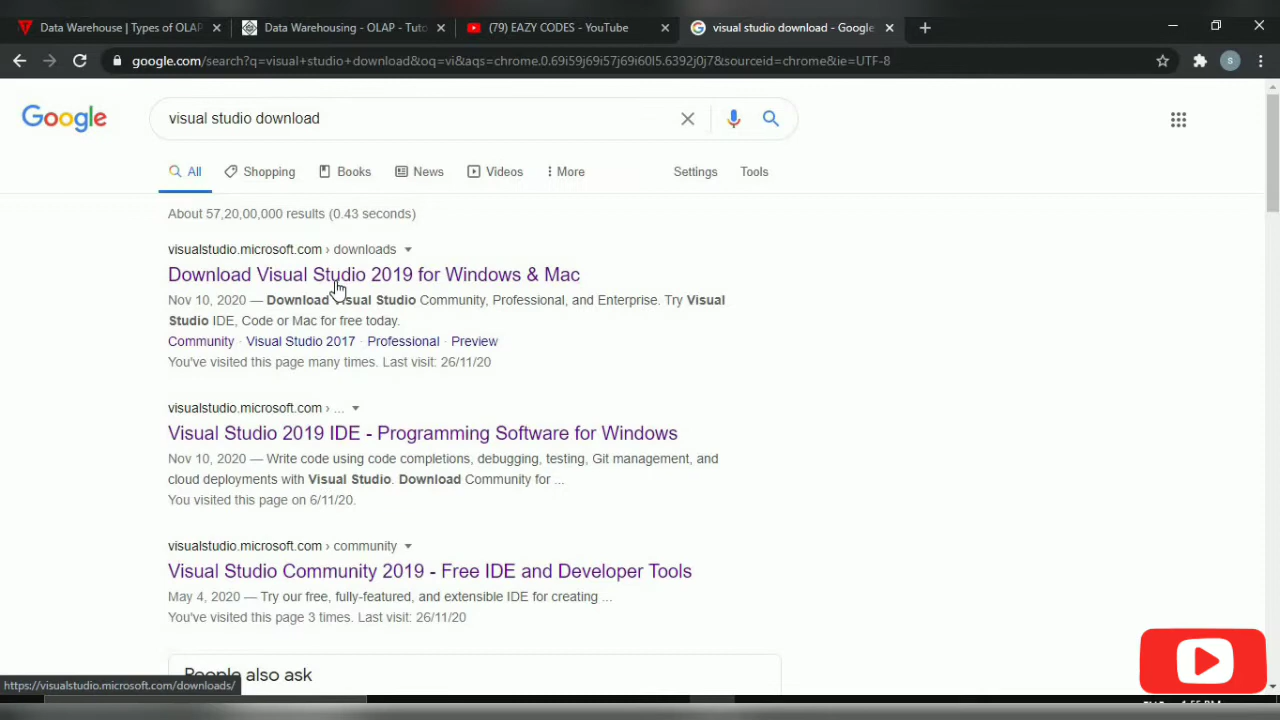 Data Warehouse | Types of OLAP
Data Warehousing - OLAP - Tuto
(79) EAZY CODES - YouTube
visual studio download - Google
google.com/search?q=visual+studio+download&oq=vi&aqs=chrome.0.69i59j69i57j69i60l5.6392j0j7&sourceid=chrome&ie=UTF-8
S
Google
visual studio download
All
Shopping
Books
News
Videos
More
Settings
Tools
About 57,20,00,000 results (0.43 seconds)
visualstudio.microsoft.com › downloads
Download Visual Studio 2019 for Windows & Mac
Nov 10, 2020 — Download Visual Studio Community, Professional, and Enterprise. Try Visual
Studio IDE, Code or Mac for free today.
Community · Visual Studio 2017 · Professional · Preview
You've visited this page many times. Last visit: 26/11/20
visualstudio.microsoft.com › ...
Visual Studio 2019 IDE - Programming Software for Windows
Nov 10, 2020 — Write code using code completions, debugging, testing, Git management, and
cloud deployments with Visual Studio. Download Community for ...
You visited this page on 6/11/20.
visualstudio.microsoft.com › community
Visual Studio Community 2019 - Free IDE and Developer Tools
May 4, 2020 — Try our free, fully-featured, and extensible IDE for creating ...
You've visited this page 3 times. Last visit: 26/11/20
People also ask
https://visualstudio.microsoft.com/downloads/